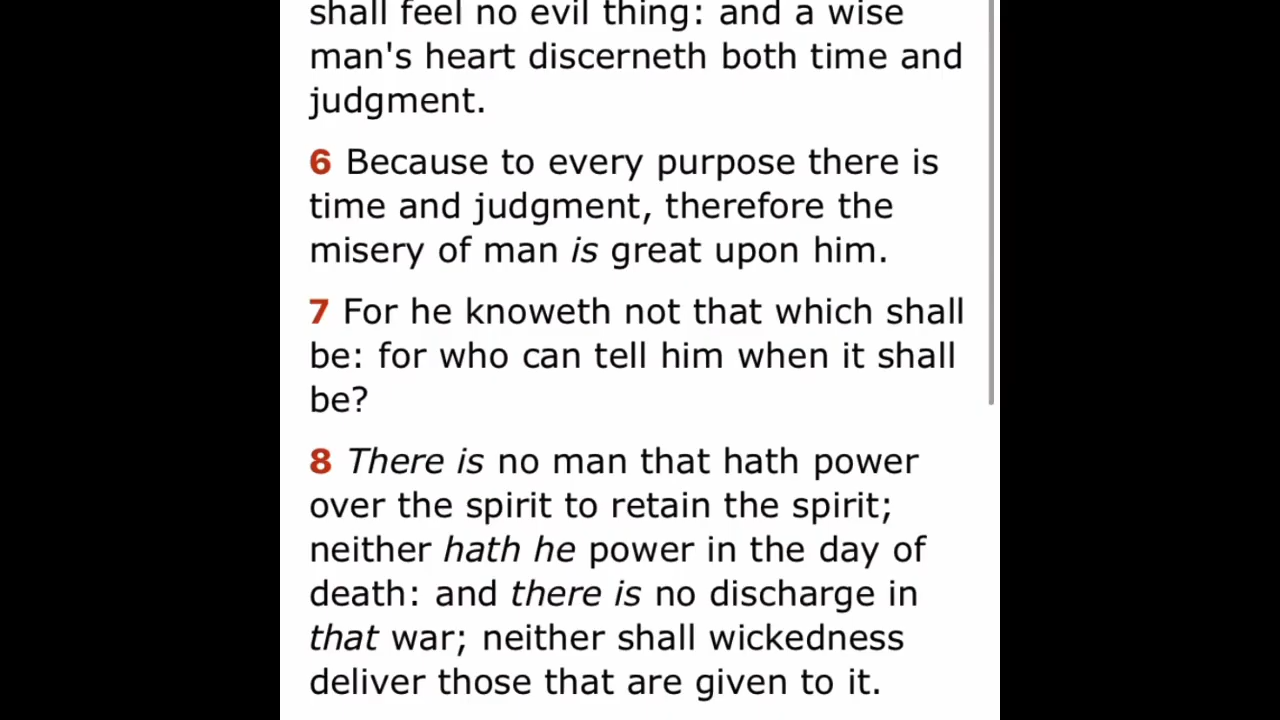 shall feel no evil thing: and a wise
man's heart discerneth both time and
judgment.
6 Because to every purpose there is
time and judgment, therefore the
misery of man is great upon him.
7 For he knoweth not that which shall
be: for who can tell him when it shall
be?
8 There is no man that hath power
over the spirit to retain the spirit;
neither hath he power in the day of
death: and there is no discharge in
that war; neither shall wickedness
deliver those that are given to it.